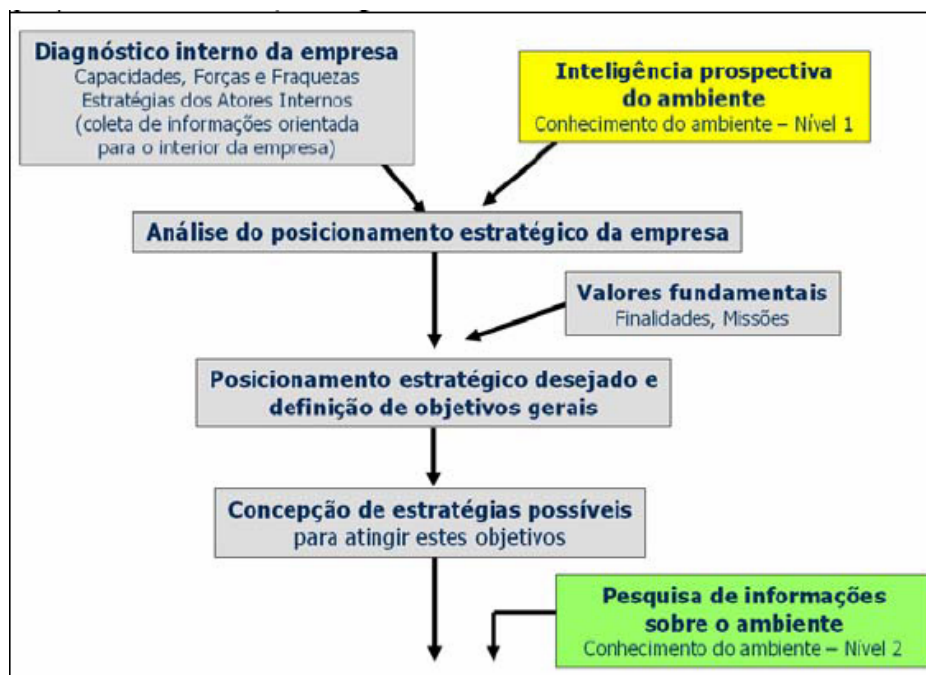 Diagnóstico interno da empresa
Capacidades, Forças e Fraquezas
Estratégias dos Atores Internos
(coleta de informações orientada
para o interior da empresa)
Inteligência prospectiva
do ambiente
Conhecimento do ambiente – Nível 1
Análise do posicionamento estratégico da empresa
Valores fundamentais
Finalidades, Missões
Posicionamento estratégico desejado e
definição de objetivos gerais
Concepção de estratégias possíveis
para atingir estes objetivos
Pesquisa de informações
sobre o ambiente
Conhecimento do ambiente – Nível 2